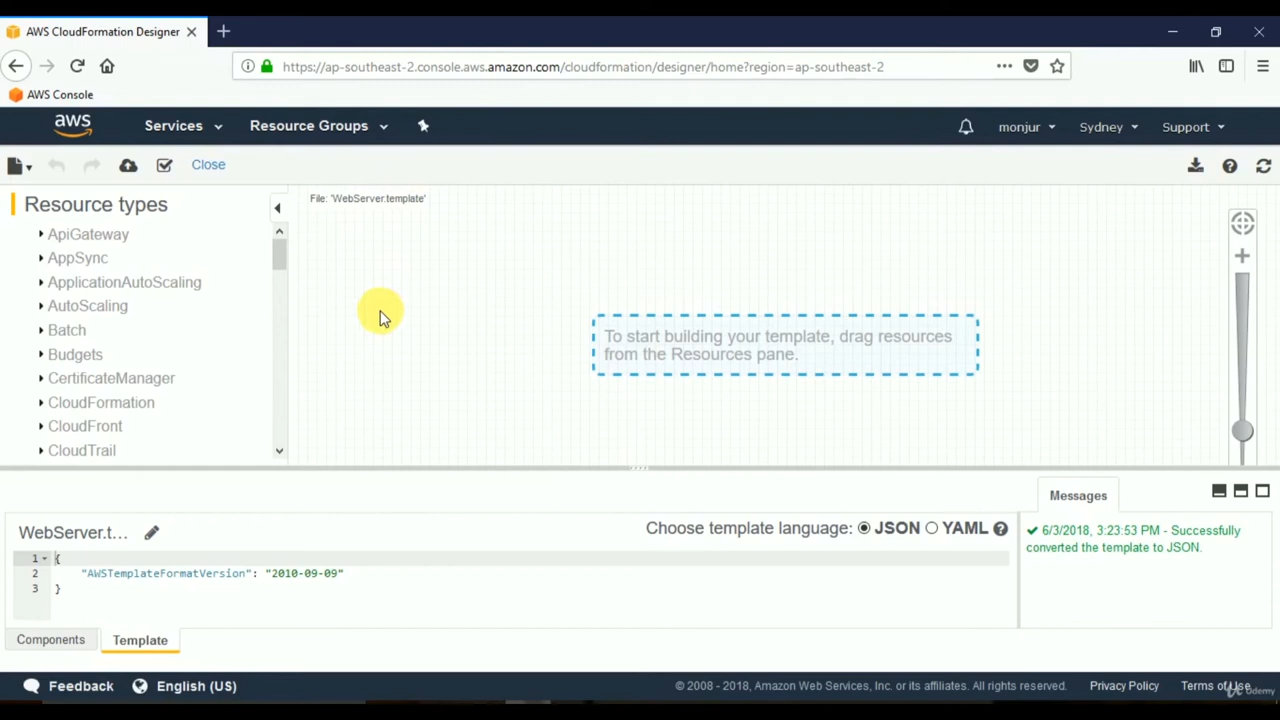 AWS CloudFormation Designer
https://ap-southeast-2.console.aws.amazon.com/cloudformation/designer/home?region=ap-southeast-2
AWS Console
aws
Services
Resource Groups
monjur
Sydney
Support
Close
Resource types
File: 'WebServer.template'
ApiGateway
AppSync
ApplicationAutoScaling
AutoScaling
Batch
Budgets
CertificateManager
CloudFormation
CloudFront
CloudTrail
To start building your template, drag resources
from the Resources pane.
Messages
WebServer.t...
Choose template language: JSON YAML
6/3/2018, 3:23:53 PM - Successfully
converted the template to JSON.
1 {
2 "AWSTemplateFormatVersion": "2010-09-09"
3 }
Components
Template
Feedback
English (US)
© 2008 - 2018, Amazon Web Services, Inc. or its affiliates. All rights reserved.
Privacy Policy
Terms of Use
Udemy